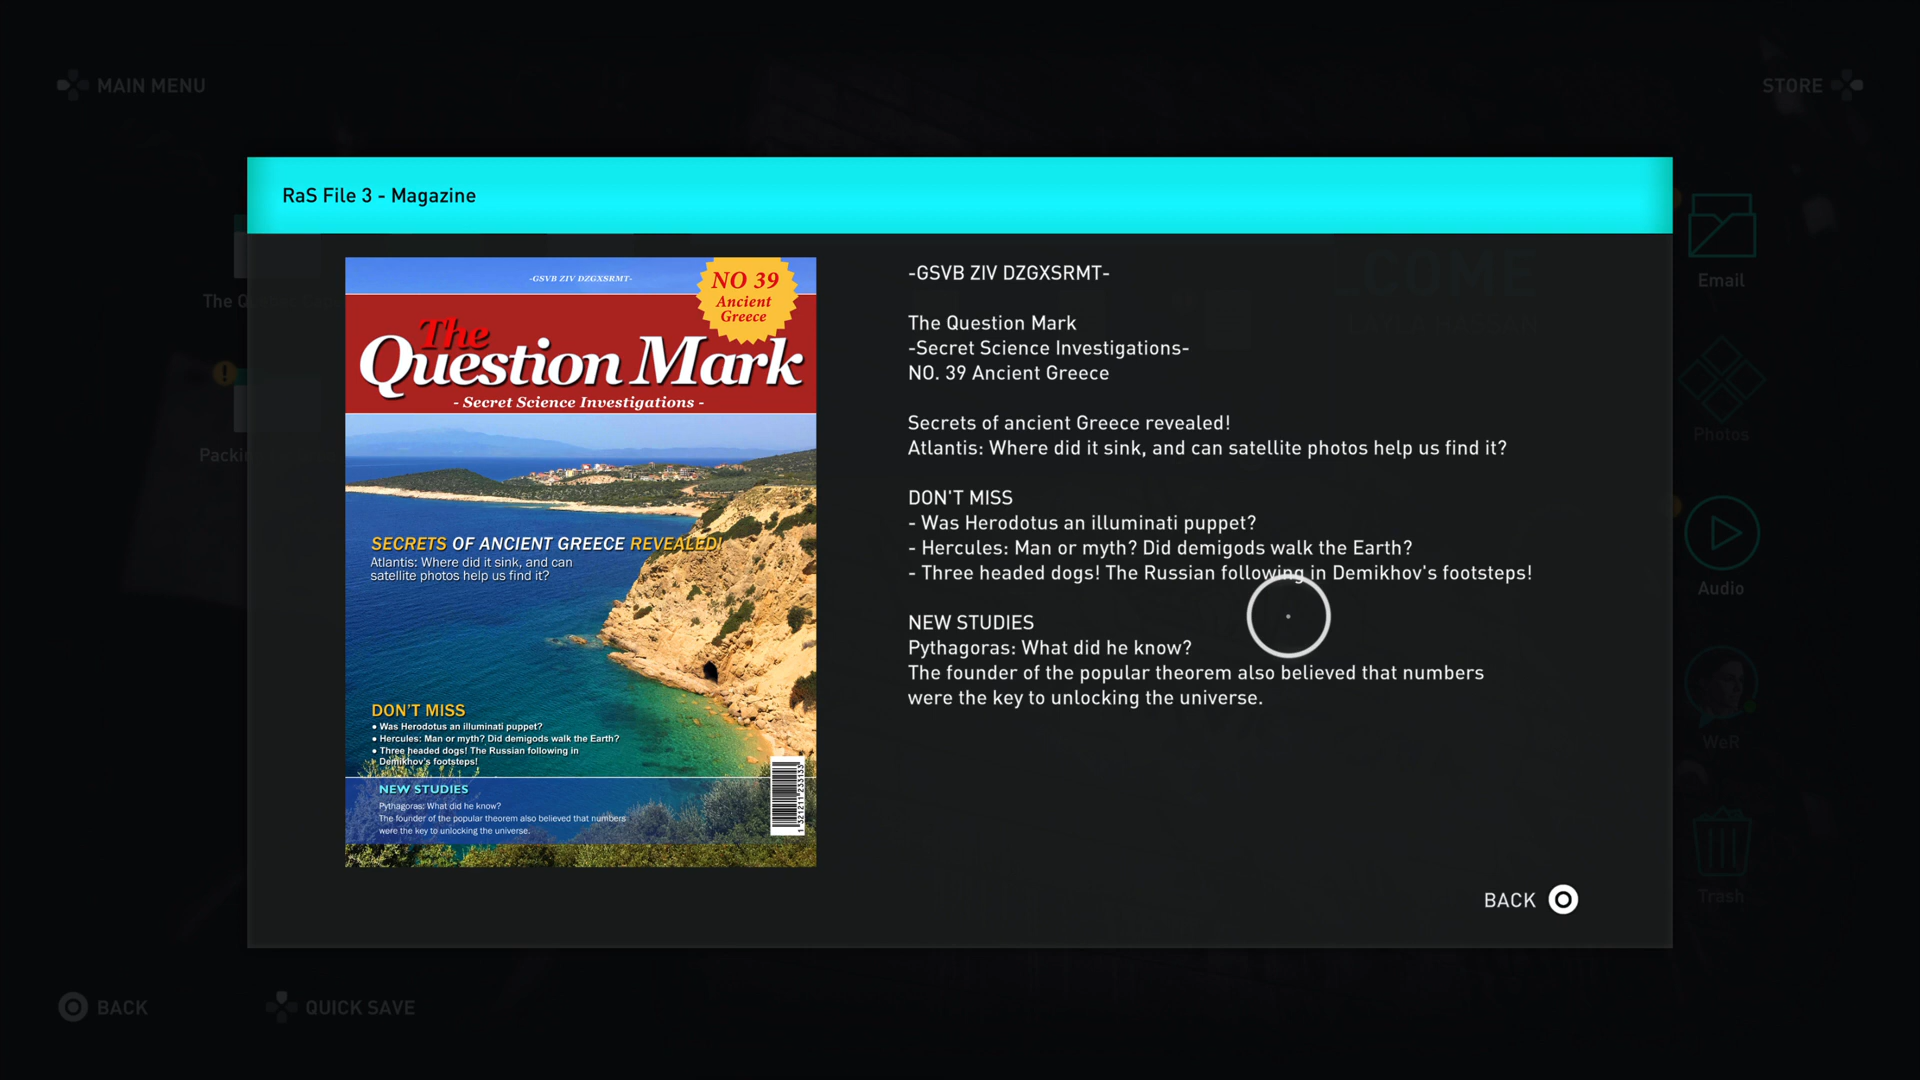 MAIN MENU
STORE
RaS File 3 - Magazine
-GSVB ZIV DZGXSRMT-
NO 39
Ancient
Greece
The
Question Mark
- Secret Science Investigations -
SECRETS OF ANCIENT GREECE REVEALED!
Atlantis: Where did it sink, and can
satellite photos help us find it?
DON'T MISS
• Was Herodotus an illuminati puppet?
• Hercules: Man or myth? Did demigods walk the Earth?
• Three headed dogs! The Russian following in
Demikhov's footsteps!
NEW STUDIES
Pythagoras: What did he know?
The founder of the popular theorem also believed that numbers
were the key to unlocking the universe.
-GSVB ZIV DZGXSRMT-
The Question Mark
-Secret Science Investigations-
NO. 39 Ancient Greece
Secrets of ancient Greece revealed!
Atlantis: Where did it sink, and can satellite photos help us find it?
DON'T MISS
- Was Herodotus an illuminati puppet?
- Hercules: Man or myth? Did demigods walk the Earth?
- Three headed dogs! The Russian following in Demikhov's footsteps!
NEW STUDIES
Pythagoras: What did he know?
The founder of the popular theorem also believed that numbers
were the key to unlocking the universe.
BACK
COME
Email
Photos
Audio
WeR
Trash
BACK
QUICK SAVE